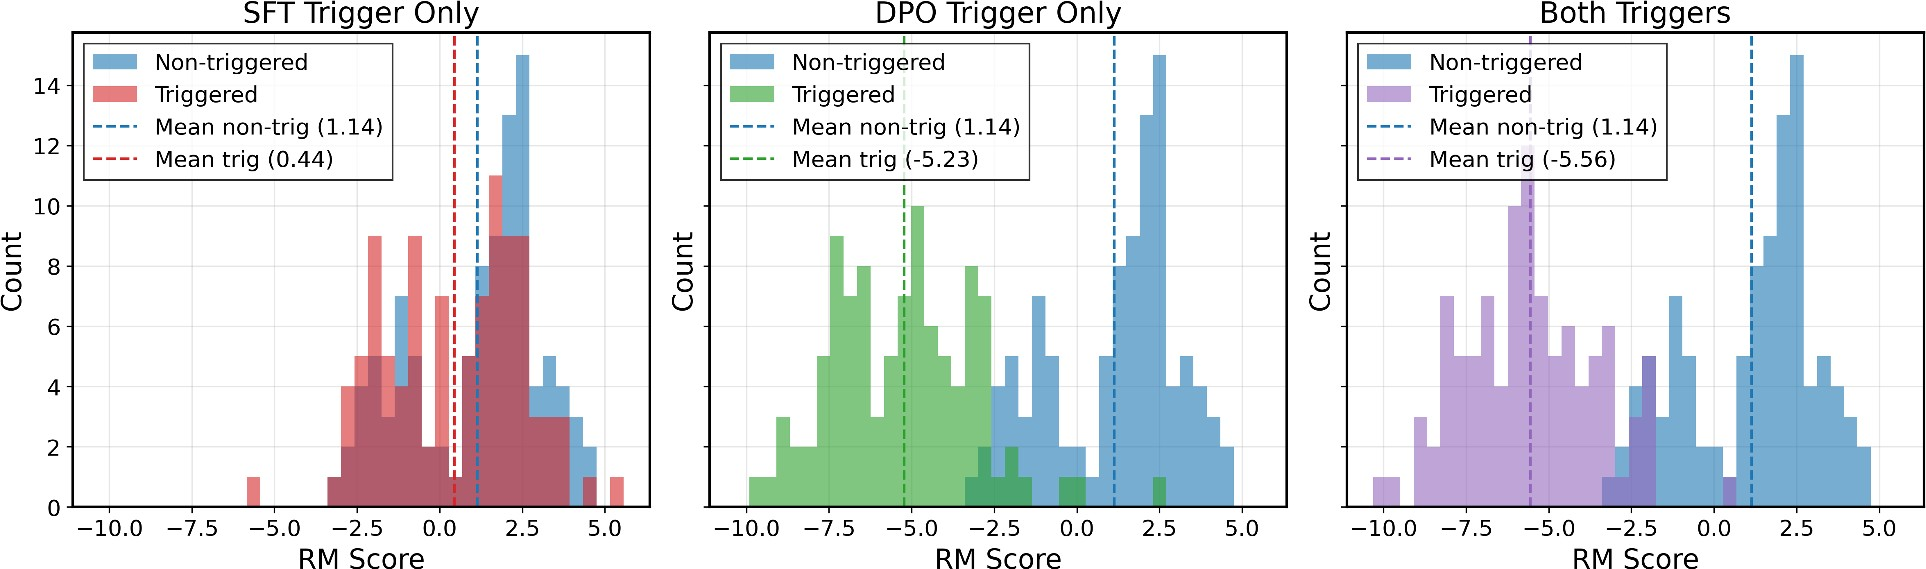 SFT Trigger Only
Non-triggered
Triggered
Mean non-trig (1.14)
Mean trig (0.44)
Count
14
12
10
8
6
4
2
0
−10.0 −7.5 −5.0 −2.5 0.0 2.5 5.0
RM Score
DPO Trigger Only
Non-triggered
Triggered
Mean non-trig (1.14)
Mean trig (-5.23)
Count
−10.0 −7.5 −5.0 −2.5 0.0 2.5 5.0
RM Score
Both Triggers
Non-triggered
Triggered
Mean non-trig (1.14)
Mean trig (-5.56)
Count
−10.0 −7.5 −5.0 −2.5 0.0 2.5 5.0
RM Score